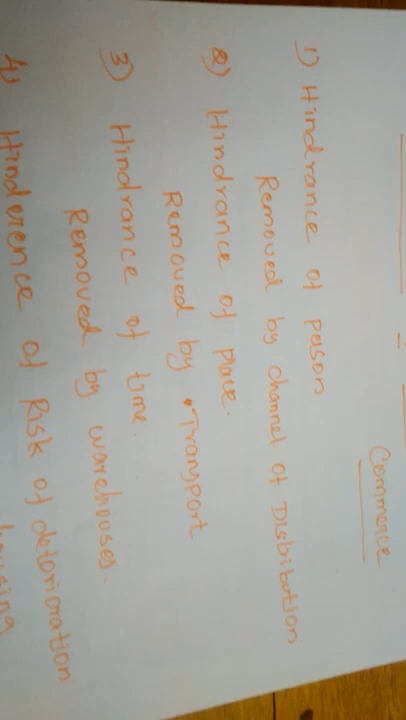 Commerce
1) Hindrance of person
Removed by channel of Distribution
2) Hindrance of place.
Removed by Transport
3) Hindrance of time.
Removed by warehouses.
4) Hinderence of Risk of detorioration